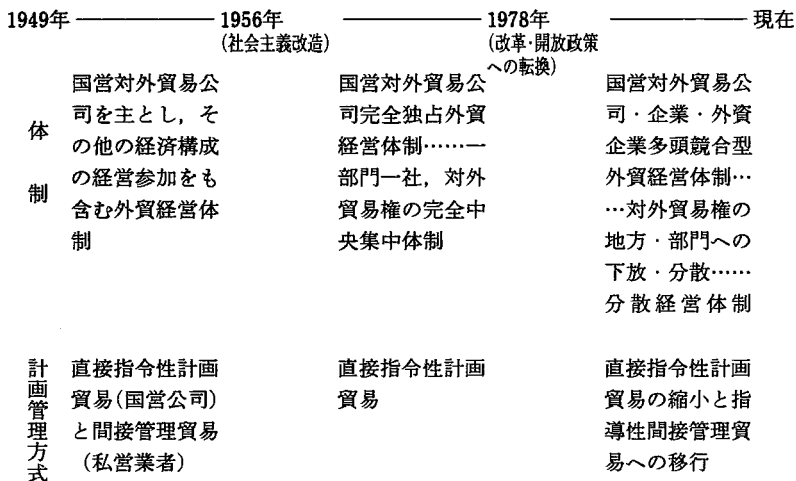 1949年 ―――― 1956年 ―――― 1978年 ―――― 現在
(社会主義改造)
(改革・開放政策
への転換)
体制
国営対外貿易公
司を主とし，そ
の他の経済構成
の経営参加をも
含む外貿経営体
制
国営対外貿易公
司完全独占外貿
経営体制……一
部門一社，対外
貿易権の完全中
央集中体制
国営対外貿易公
司・企業・外資
企業多頭競合型
外貿経営体制…
…対外貿易権の
地方・部門への
下放・分散……
分散経営体制
計画管理方式
直接指令性計画
貿易(国営公司)
と間接管理貿易
(私営業者)
直接指令性計画
貿易
直接指令性計画
貿易の縮小と指
導性間接管理貿
易への移行